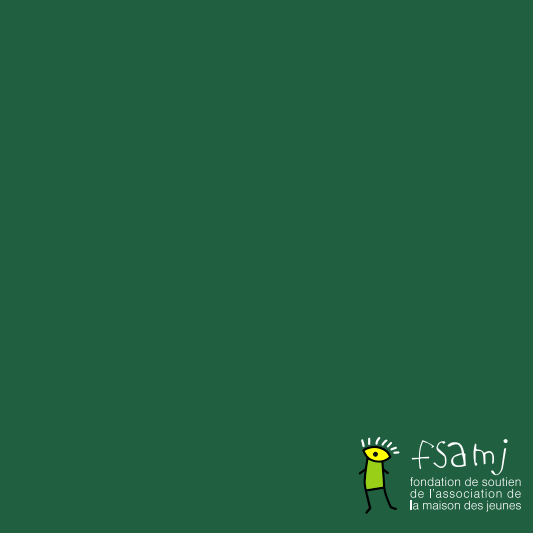 fsamj
fondation de soutien
de l'association de
la maison des jeunes